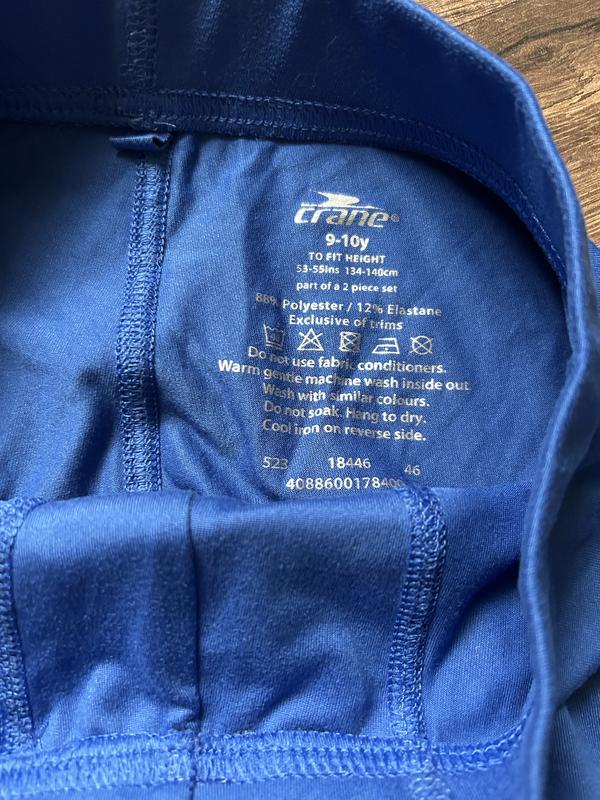 crane®
9-10y
TO FIT HEIGHT
53-55ins 134-140cm
part of a 2 piece set
88% Polyester / 12% Elastane
Exclusive of trims
Do not use fabric conditioners.
Warm gentle machine wash inside out
Wash with similar colours.
Do not soak. Hang to dry.
Cool iron on reverse side.
523 18446 46